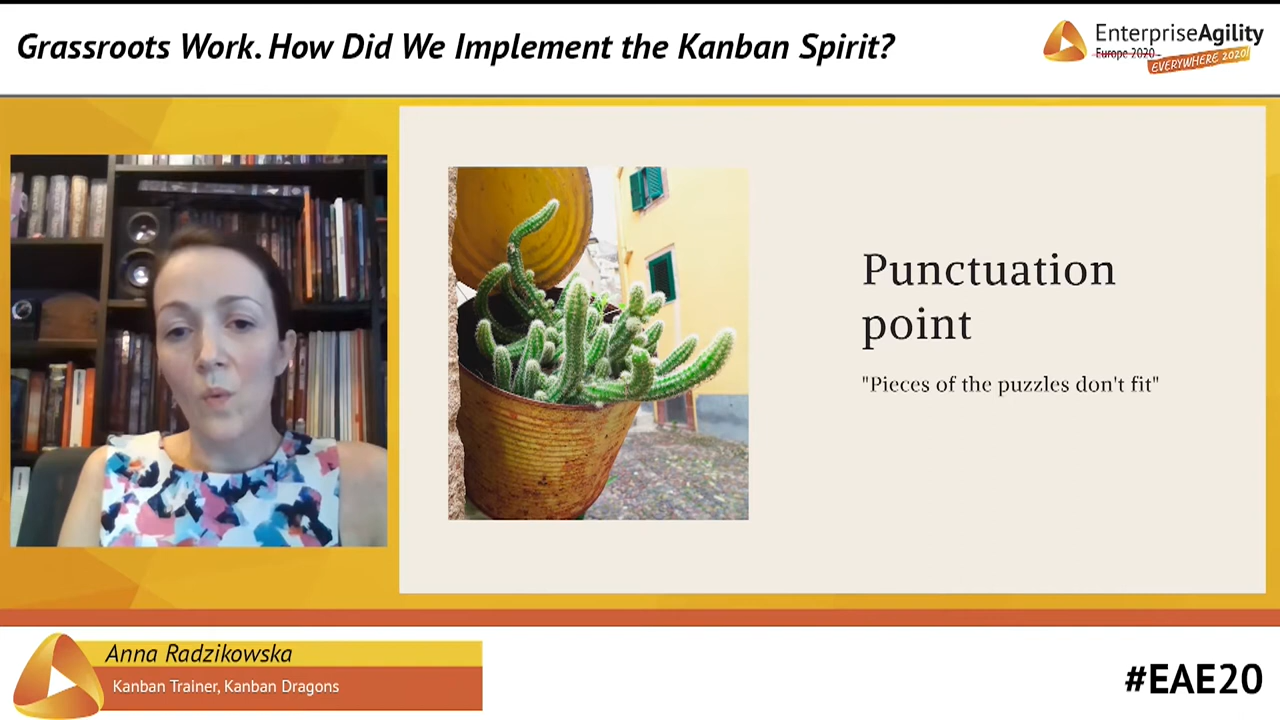 Grassroots Work. How Did We Implement the Kanban Spirit?
EnterpriseAgility
Europe 2020
EVERYWHERE 2020!
Punctuation
point
"Pieces of the puzzles don't fit"
Anna Radzikowska
Kanban Trainer, Kanban Dragons
#EAE20